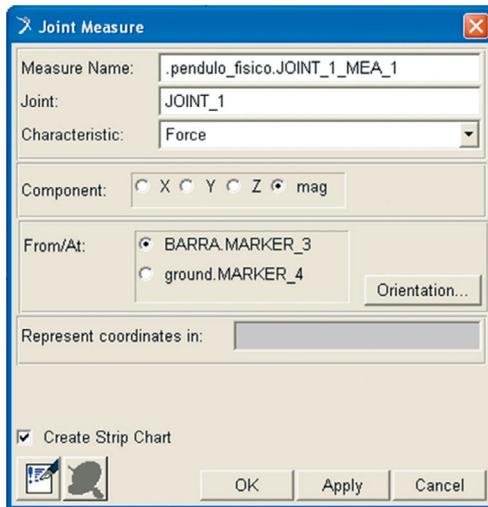 Joint Measure
Measure Name: .pendulo_fisico.JOINT_1_MEA_1
Joint: JOINT_1
Characteristic: Force
Component: X Y Z mag
From/At: BARRA.MARKER_3
ground.MARKER_4
Orientation...
Represent coordinates in:
Create Strip Chart
OK Apply Cancel